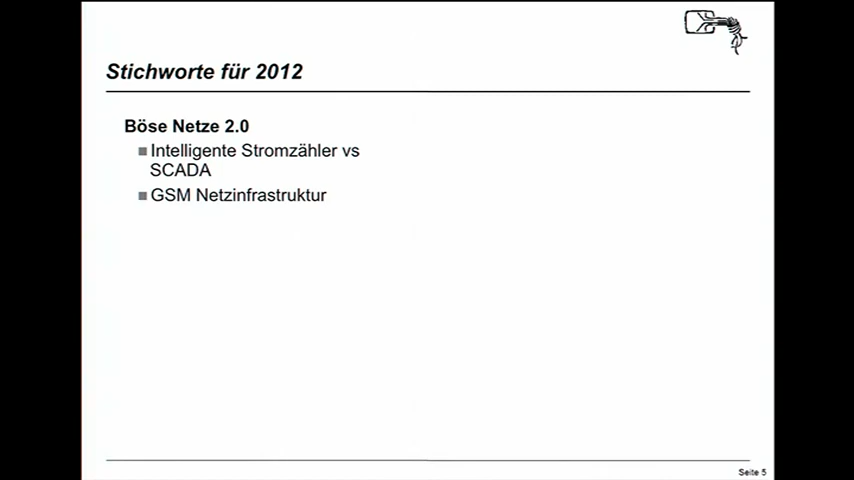 Stichworte für 2012
Böse Netze 2.0
Intelligente Stromzähler vs
SCADA
GSM Netzinfrastruktur
Seite 5